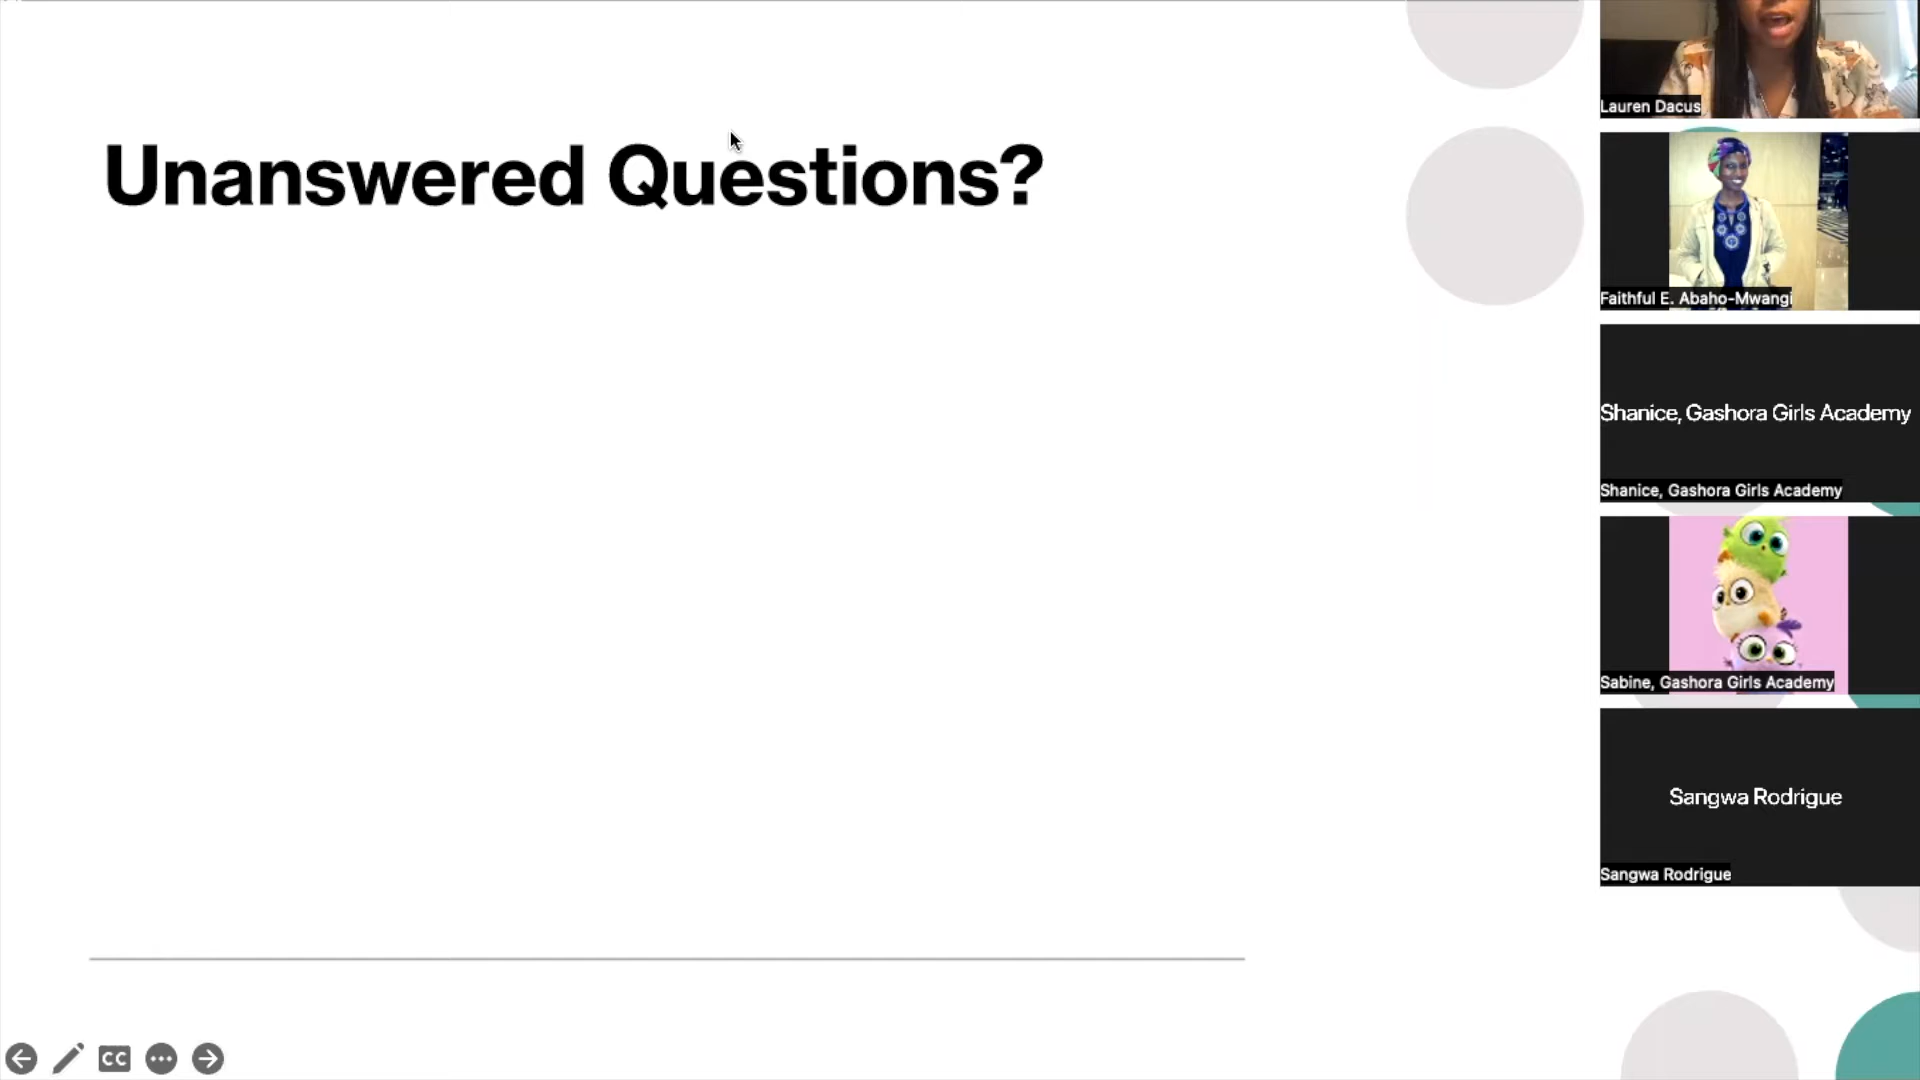 Unanswered Questions?
Lauren Dacus
Faithful E. Abaho-Mwangi
Shanice, Gashora Girls Academy
Shanice, Gashora Girls Academy
Sabine, Gashora Girls Academy
Sangwa Rodrigue
Sangwa Rodrigue
CC